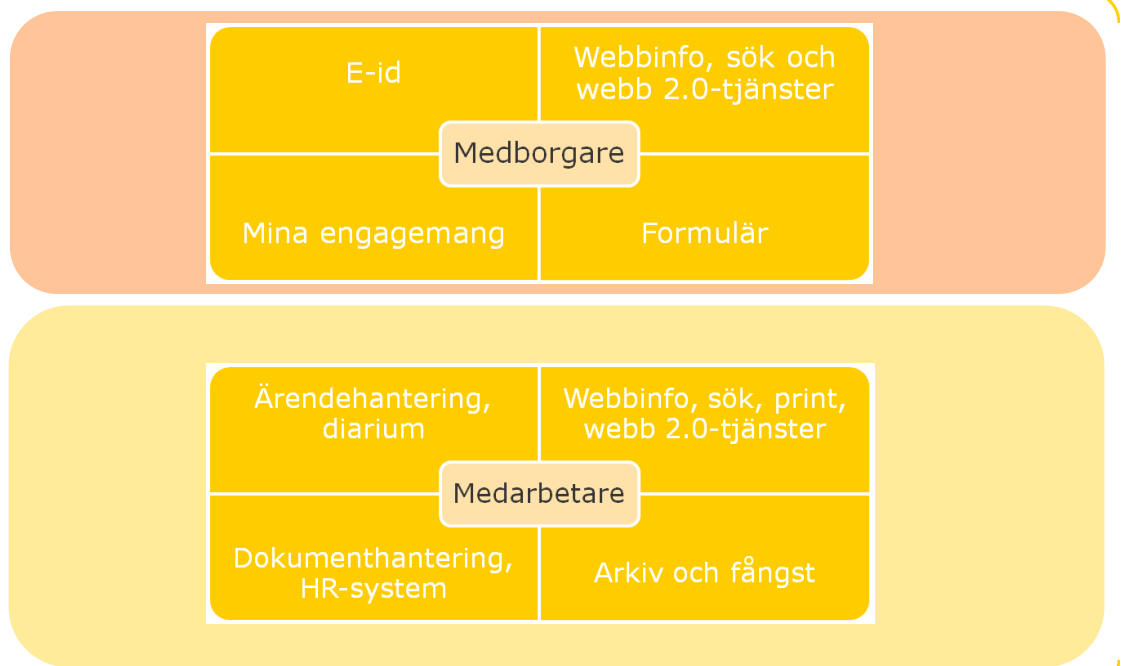 E-id
Webbinfo, sök och
webb 2.0-tjänster
Medborgare
Mina engagemang
Formulär
Ärendehantering,
diarium
Webbinfo, sök, print,
webb 2.0-tjänster
Medarbetare
Dokumenthantering,
HR-system
Arkiv och fångst